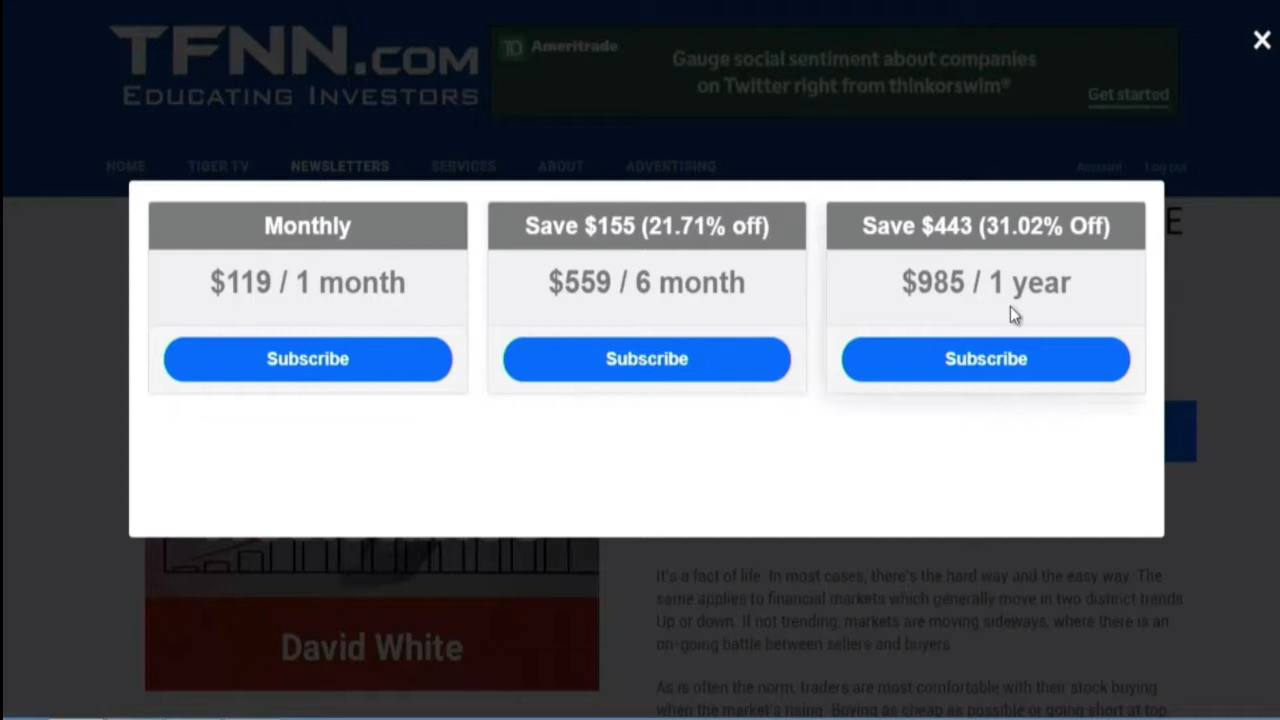 TFNN.COM
EDUCATING INVESTORS
TD Ameritrade
Gauge social sentiment about companies
on Twitter right from thinkorswim®
Get started
HOME TIGER TV NEWSLETTERS SERVICES ABOUT ADVERTISING Account Log out
E
Monthly
$119 / 1 month
Subscribe
Save $155 (21.71% off)
$559 / 6 month
Subscribe
Save $443 (31.02% Off)
$985 / 1 year
Subscribe
David White
It's a fact of life. In most cases, there's the hard way and the easy way. The
same applies to financial markets which generally move in two distinct trends
Up or down. If not trending, markets are moving sideways, where there is an
on-going battle between sellers and buyers
As is often the norm, traders are most comfortable with their stock buying
when the market's rising. Buying as cheap as possible or going short at top